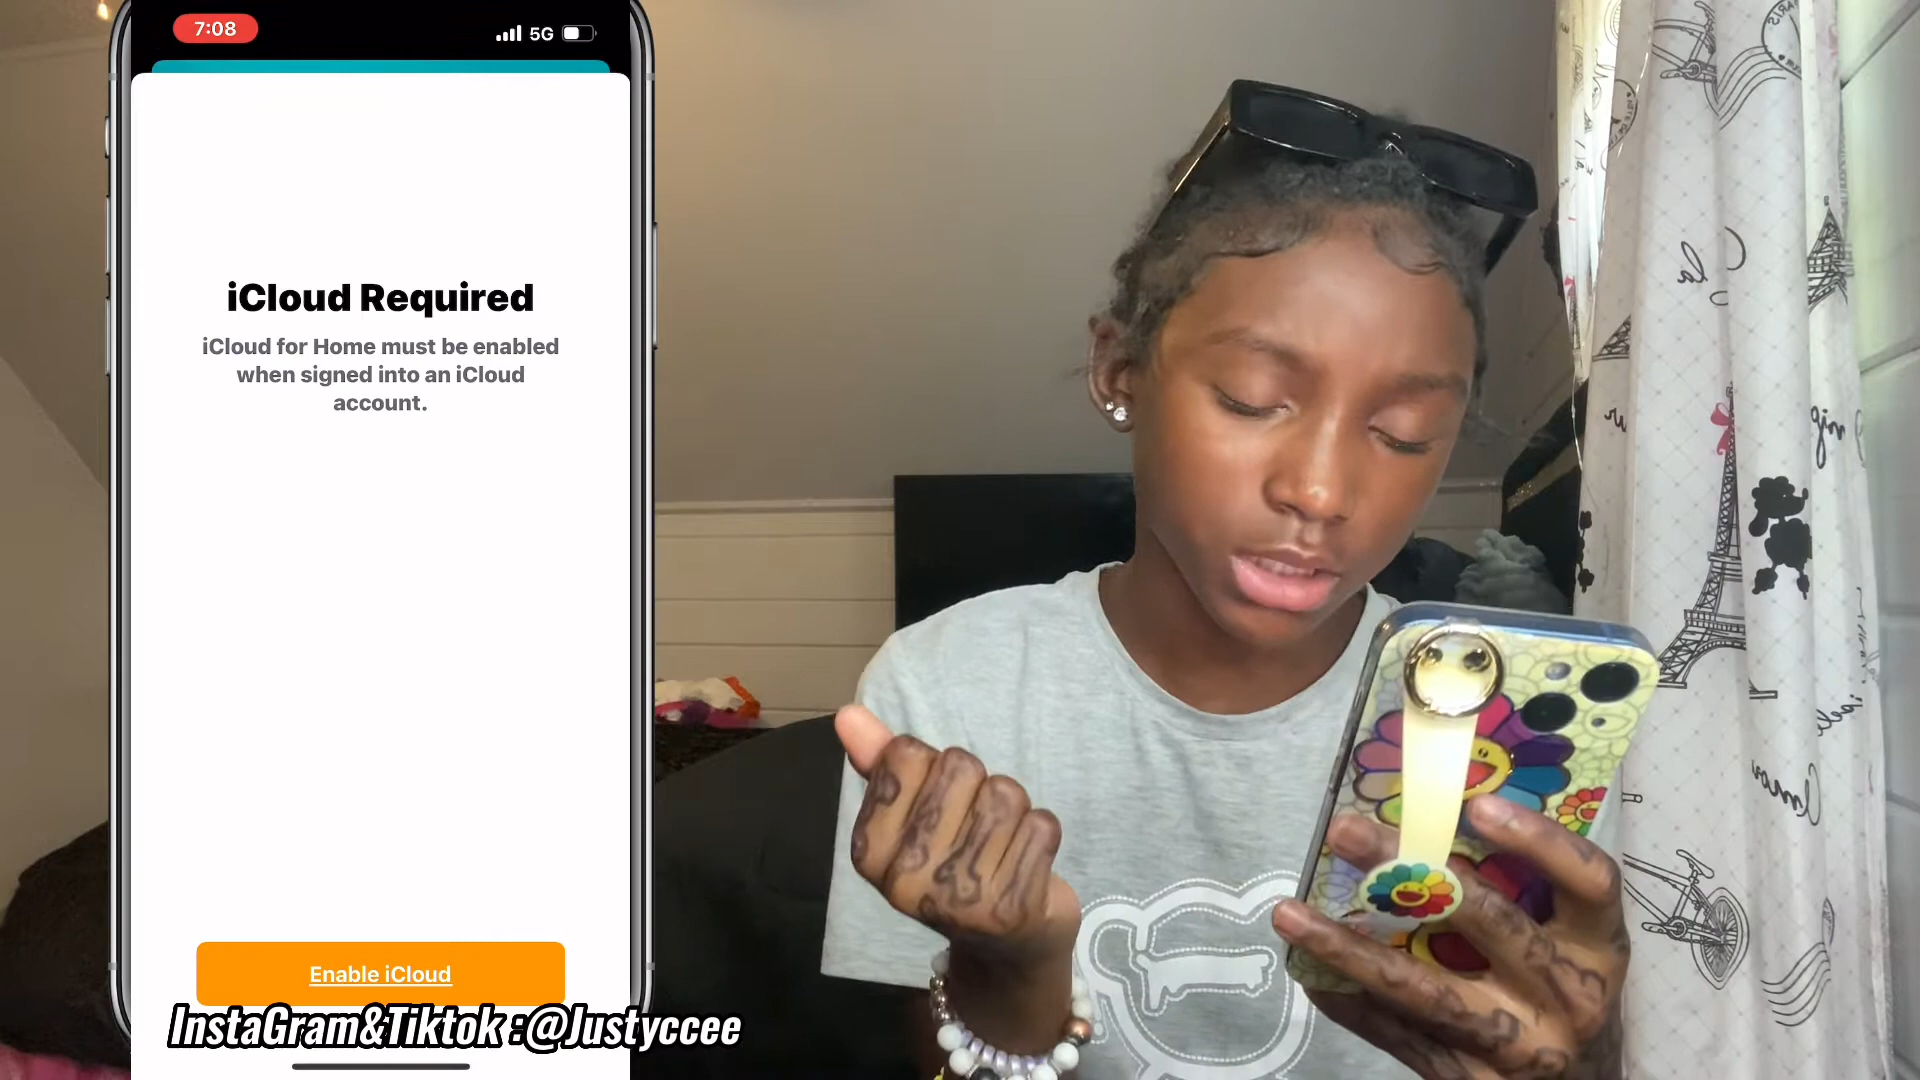 7:08
5G
iCloud Required
iCloud for Home must be enabled
when signed into an iCloud
account.
Enable iCloud
InstaGram&Tiktok :@Justyccee
PARIS